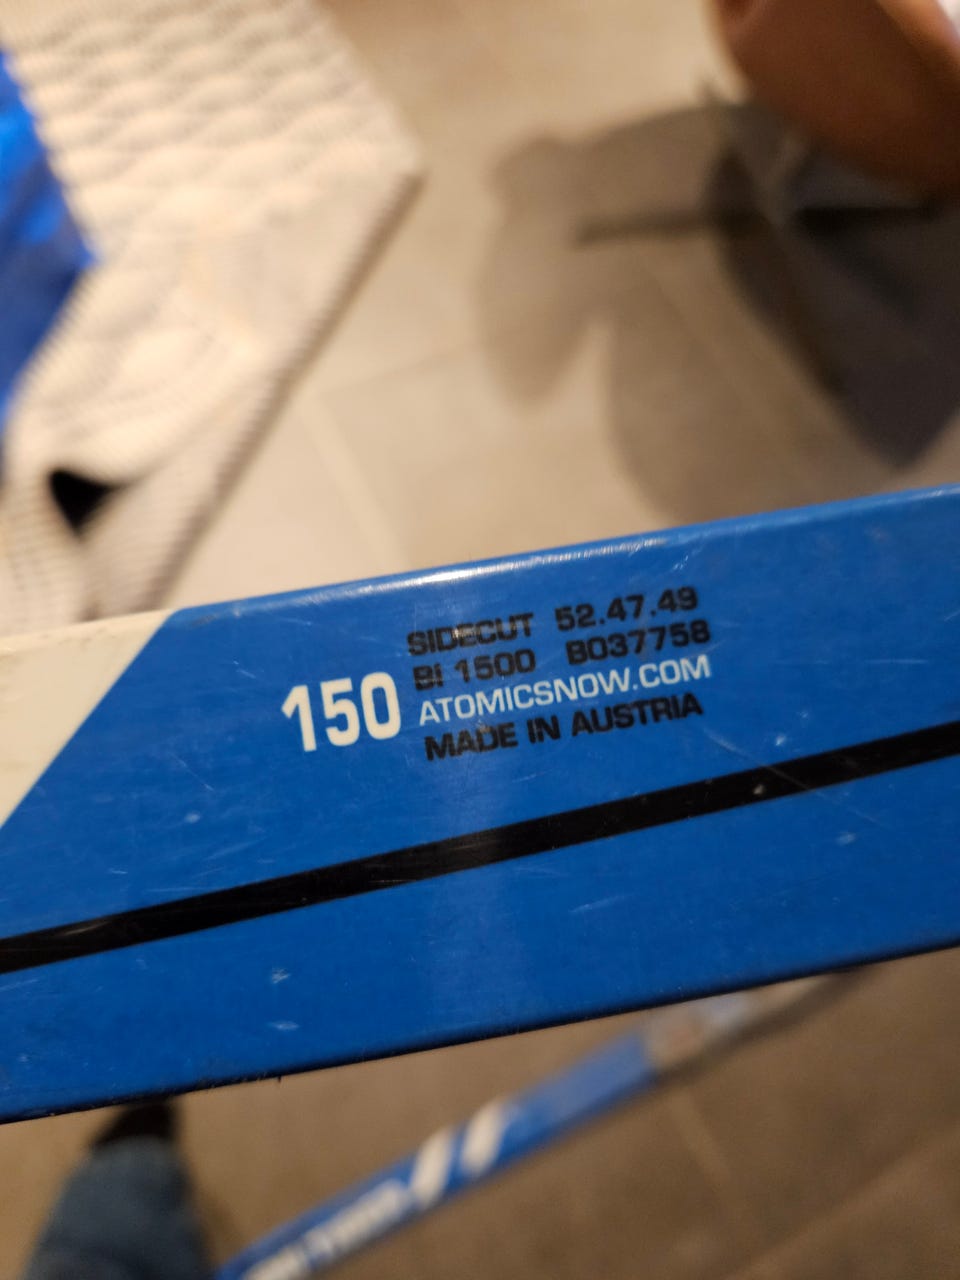 150
SIDECUT 52.47.49
BI 1500 B037758
ATOMICSNOW.COM
MADE IN AUSTRIA